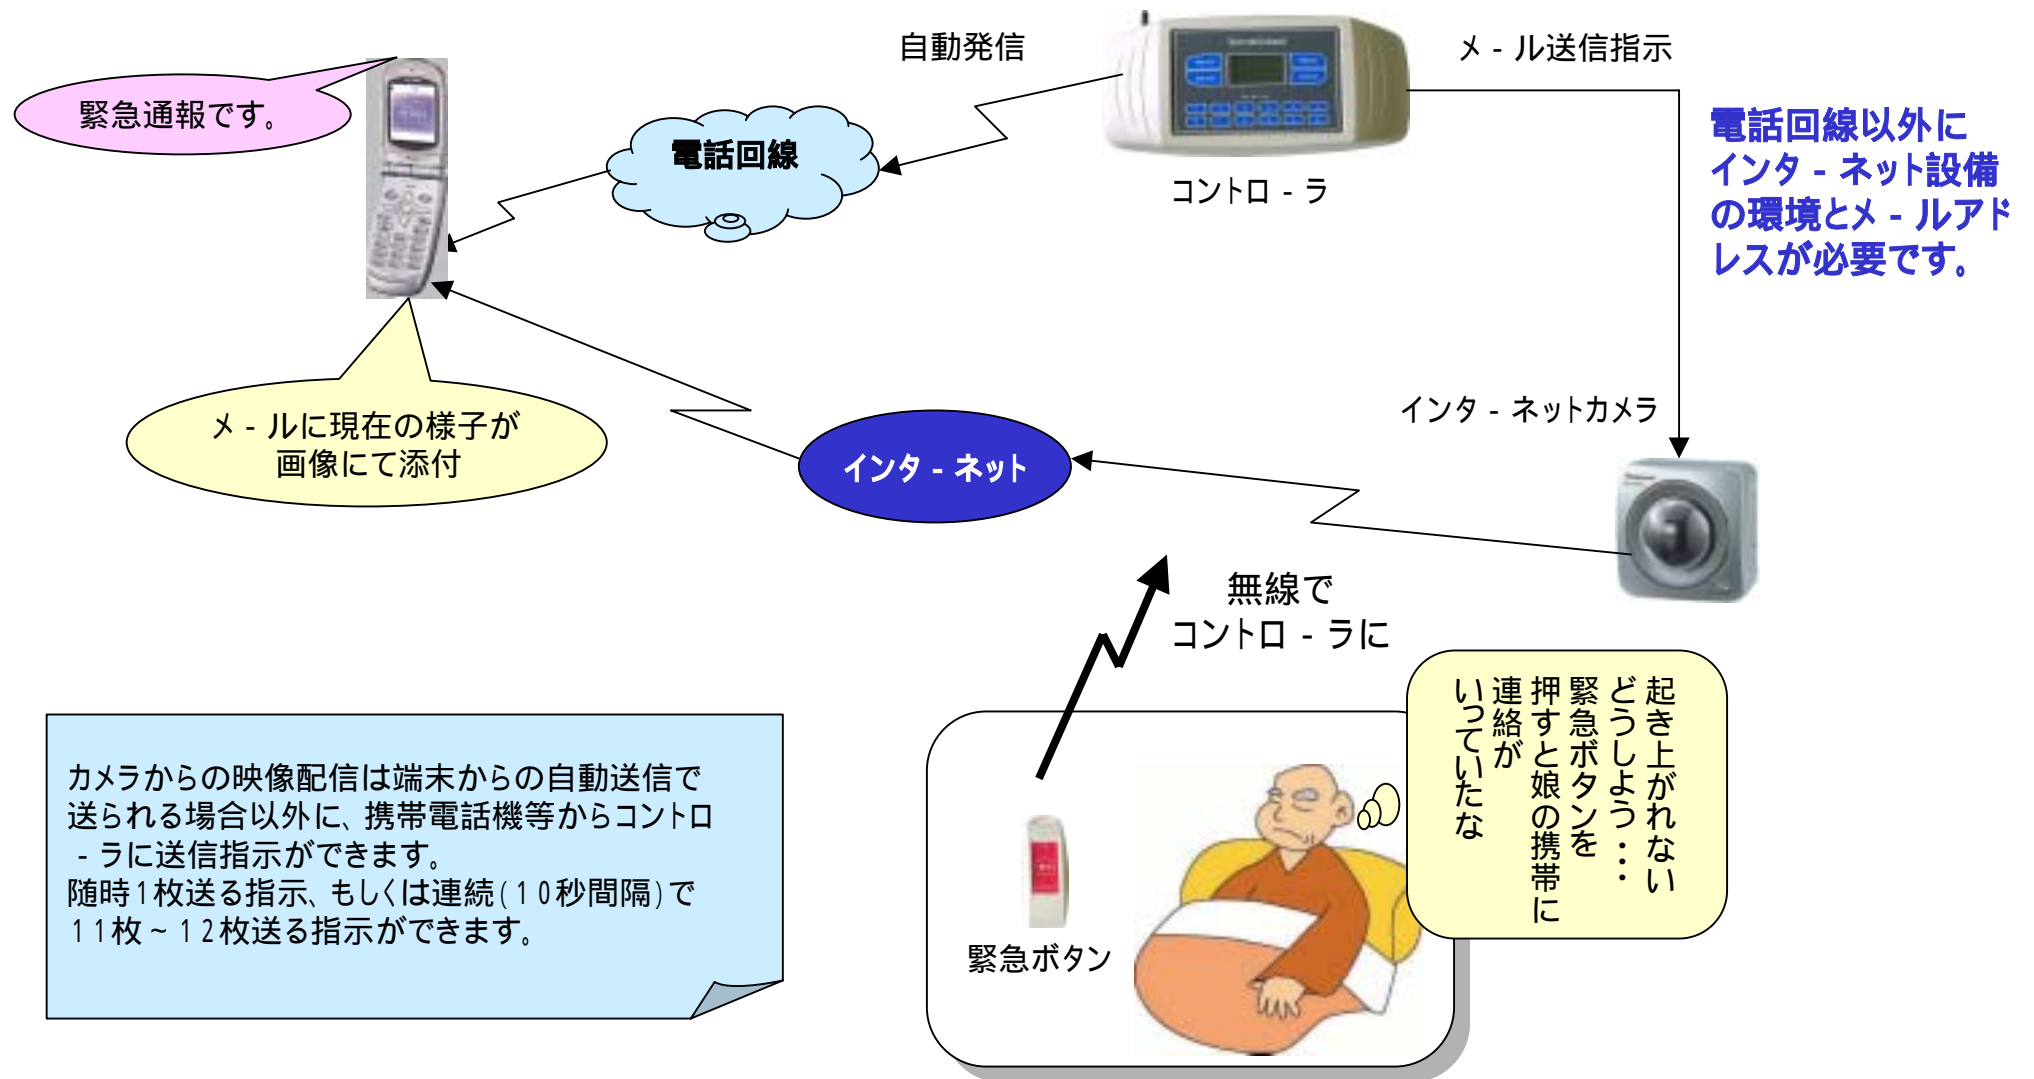 自動発信
メ - ル送信指示
緊急通報です。
電話回線
コントロ - ラ
電話回線以外に
インタ - ネット設備
の環境とメ - ルアド
レスが必要です。
メ - ルに現在の様子が
画像にて添付
インタ - ネット
インタ - ネットカメラ
無線で
コントロ - ラに
起き上がれない
どうしよう・・・
緊急ボタンを
押すと娘の携帯に
連絡が
いっていたな
カメラからの映像配信は端末からの自動送信で
送られる場合以外に、携帯電話機等からコントロ
- ラに送信指示ができます。
随時1枚送る指示、もしくは連続(10秒間隔)で
11枚~12枚送る指示ができます。
緊急ボタン